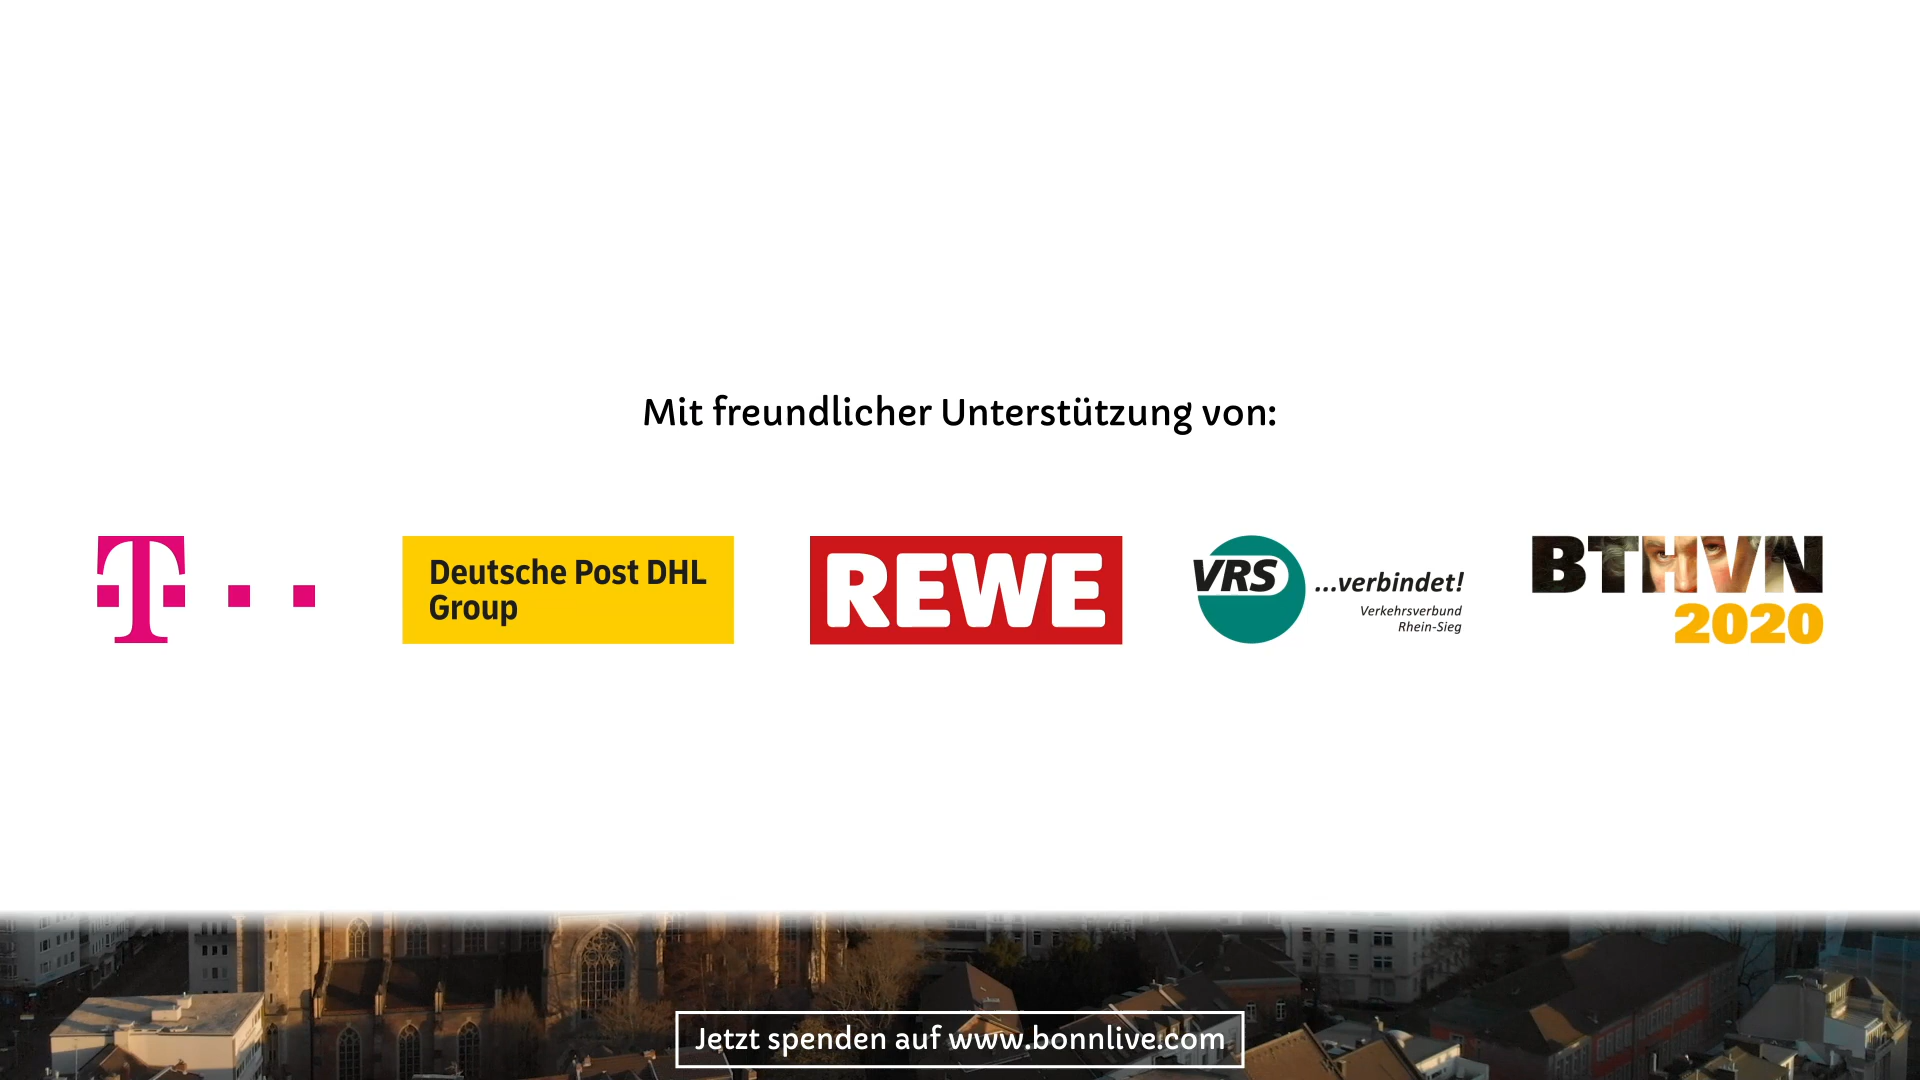 Mit freundlicher Unterstützung von:
T
Deutsche Post DHL
Group
REWE
VRS
...verbindet!
Verkehrsverbund
Rhein-Sieg
BTHVN
2020
Jetzt spenden auf www.bonnlive.com